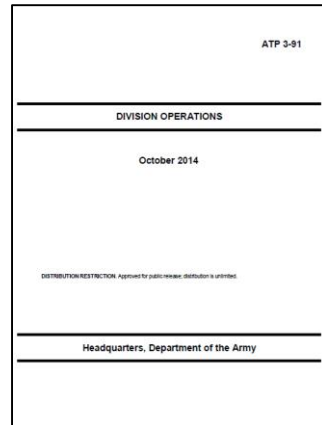 ATP 3-91
DIVISION OPERATIONS
October 2014
DISTRIBUTION RESTRICTION. Approved for public release; distribution is unlimited.
Headquarters, Department of the Army